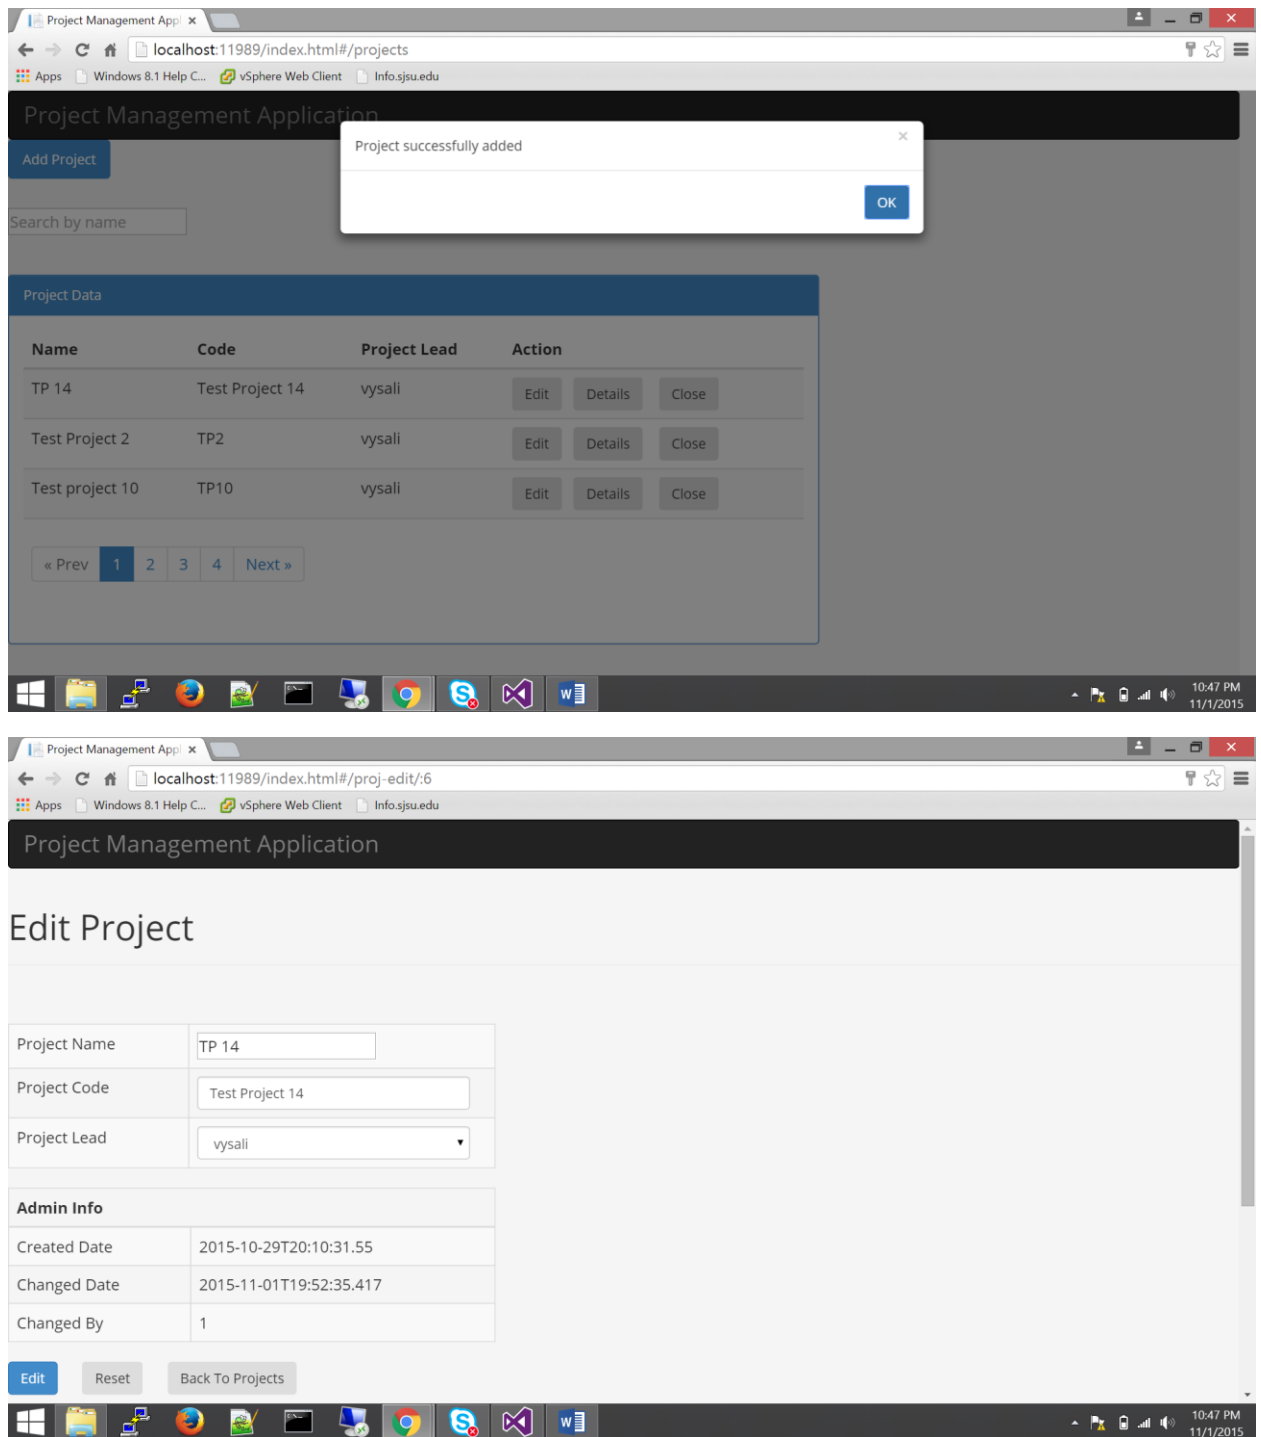 Project Management Appl
localhost:11989/index.html#/projects
Apps Windows 8.1 Help C... vSphere Web Client Info.sjsu.edu
Project Management Application
Project successfully added ×
Add Project
OK
Search by name
Project Data
Name Code Project Lead Action
TP 14 Test Project 14 vysali Edit Details Close
Test Project 2 TP2 vysali Edit Details Close
Test project 10 TP10 vysali Edit Details Close
« Prev 1 2 3 4 Next »
10:47 PM
11/1/2015
Project Management Appl
localhost:11989/index.html#/proj-edit/:6
Apps Windows 8.1 Help C... vSphere Web Client Info.sjsu.edu
Project Management Application
Edit Project
Project Name TP 14
Project Code Test Project 14
Project Lead vysali
Admin Info
Created Date 2015-10-29T20:10:31.55
Changed Date 2015-11-01T19:52:35.417
Changed By 1
Edit Reset Back To Projects
10:47 PM
11/1/2015